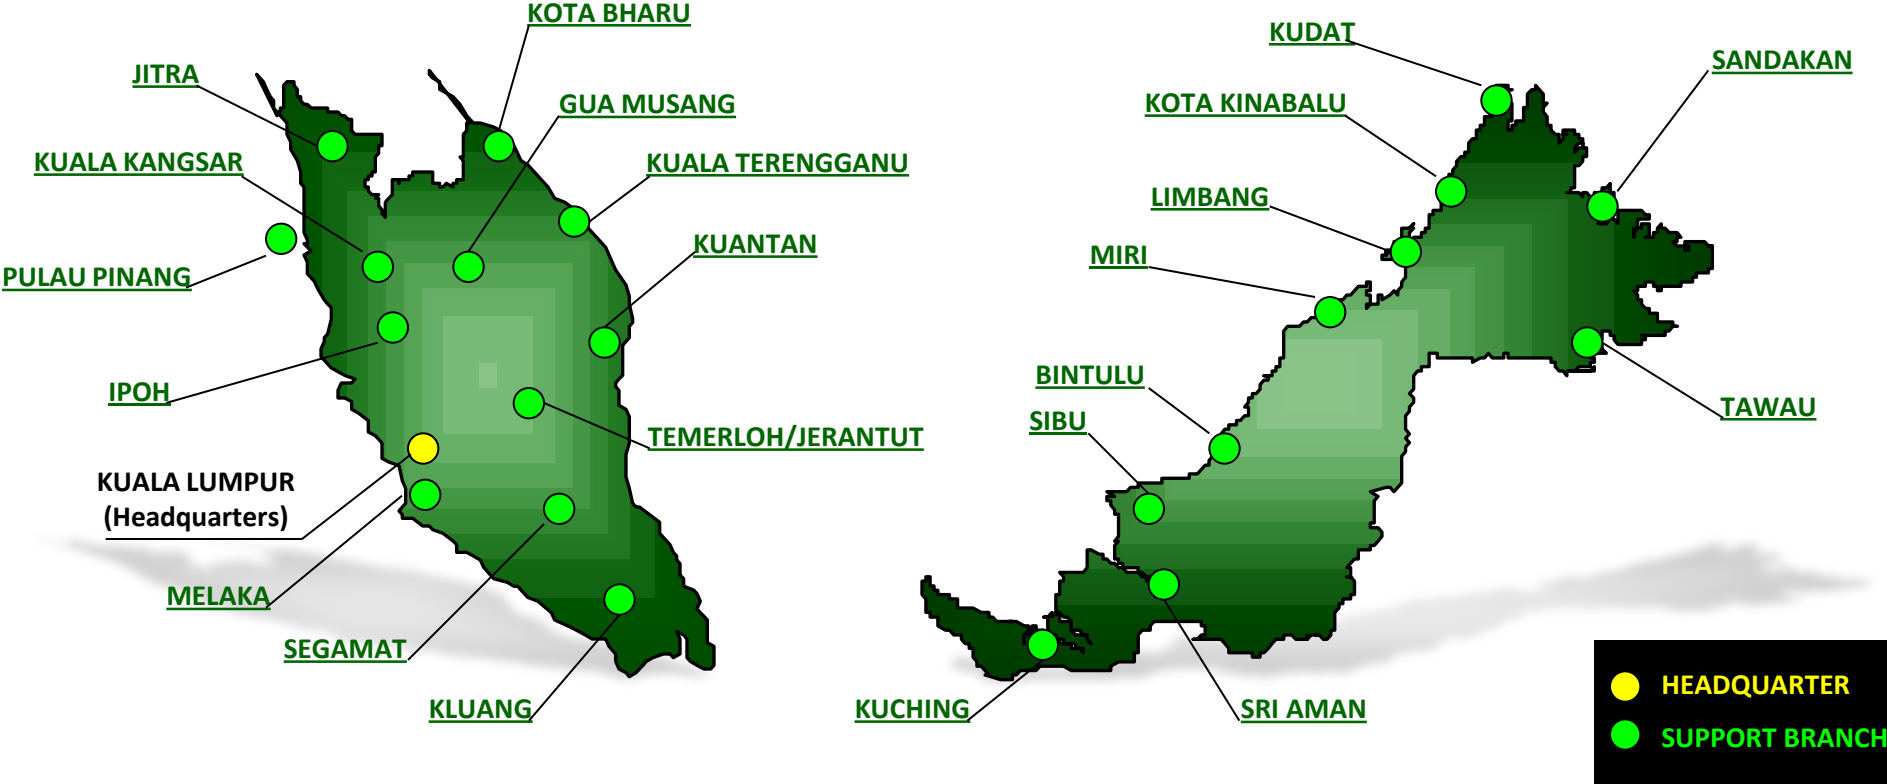 KOTA BHARU
JITRA
GUA MUSANG
KUALA KANGSAR
KUALA TERENGGANU
KUANTAN
PULAU PINANG
IPOH
TEMERLOH/JERANTUT
KUALA LUMPUR
(Headquarters)
MELAKA
SEGAMAT
KLUANG
KUDAT
SANDAKAN
KOTA KINABALU
LIMBANG
MIRI
BINTULU
SIBU
TAWAU
KUCHING
SRI AMAN
HEADQUARTER
SUPPORT BRANCH